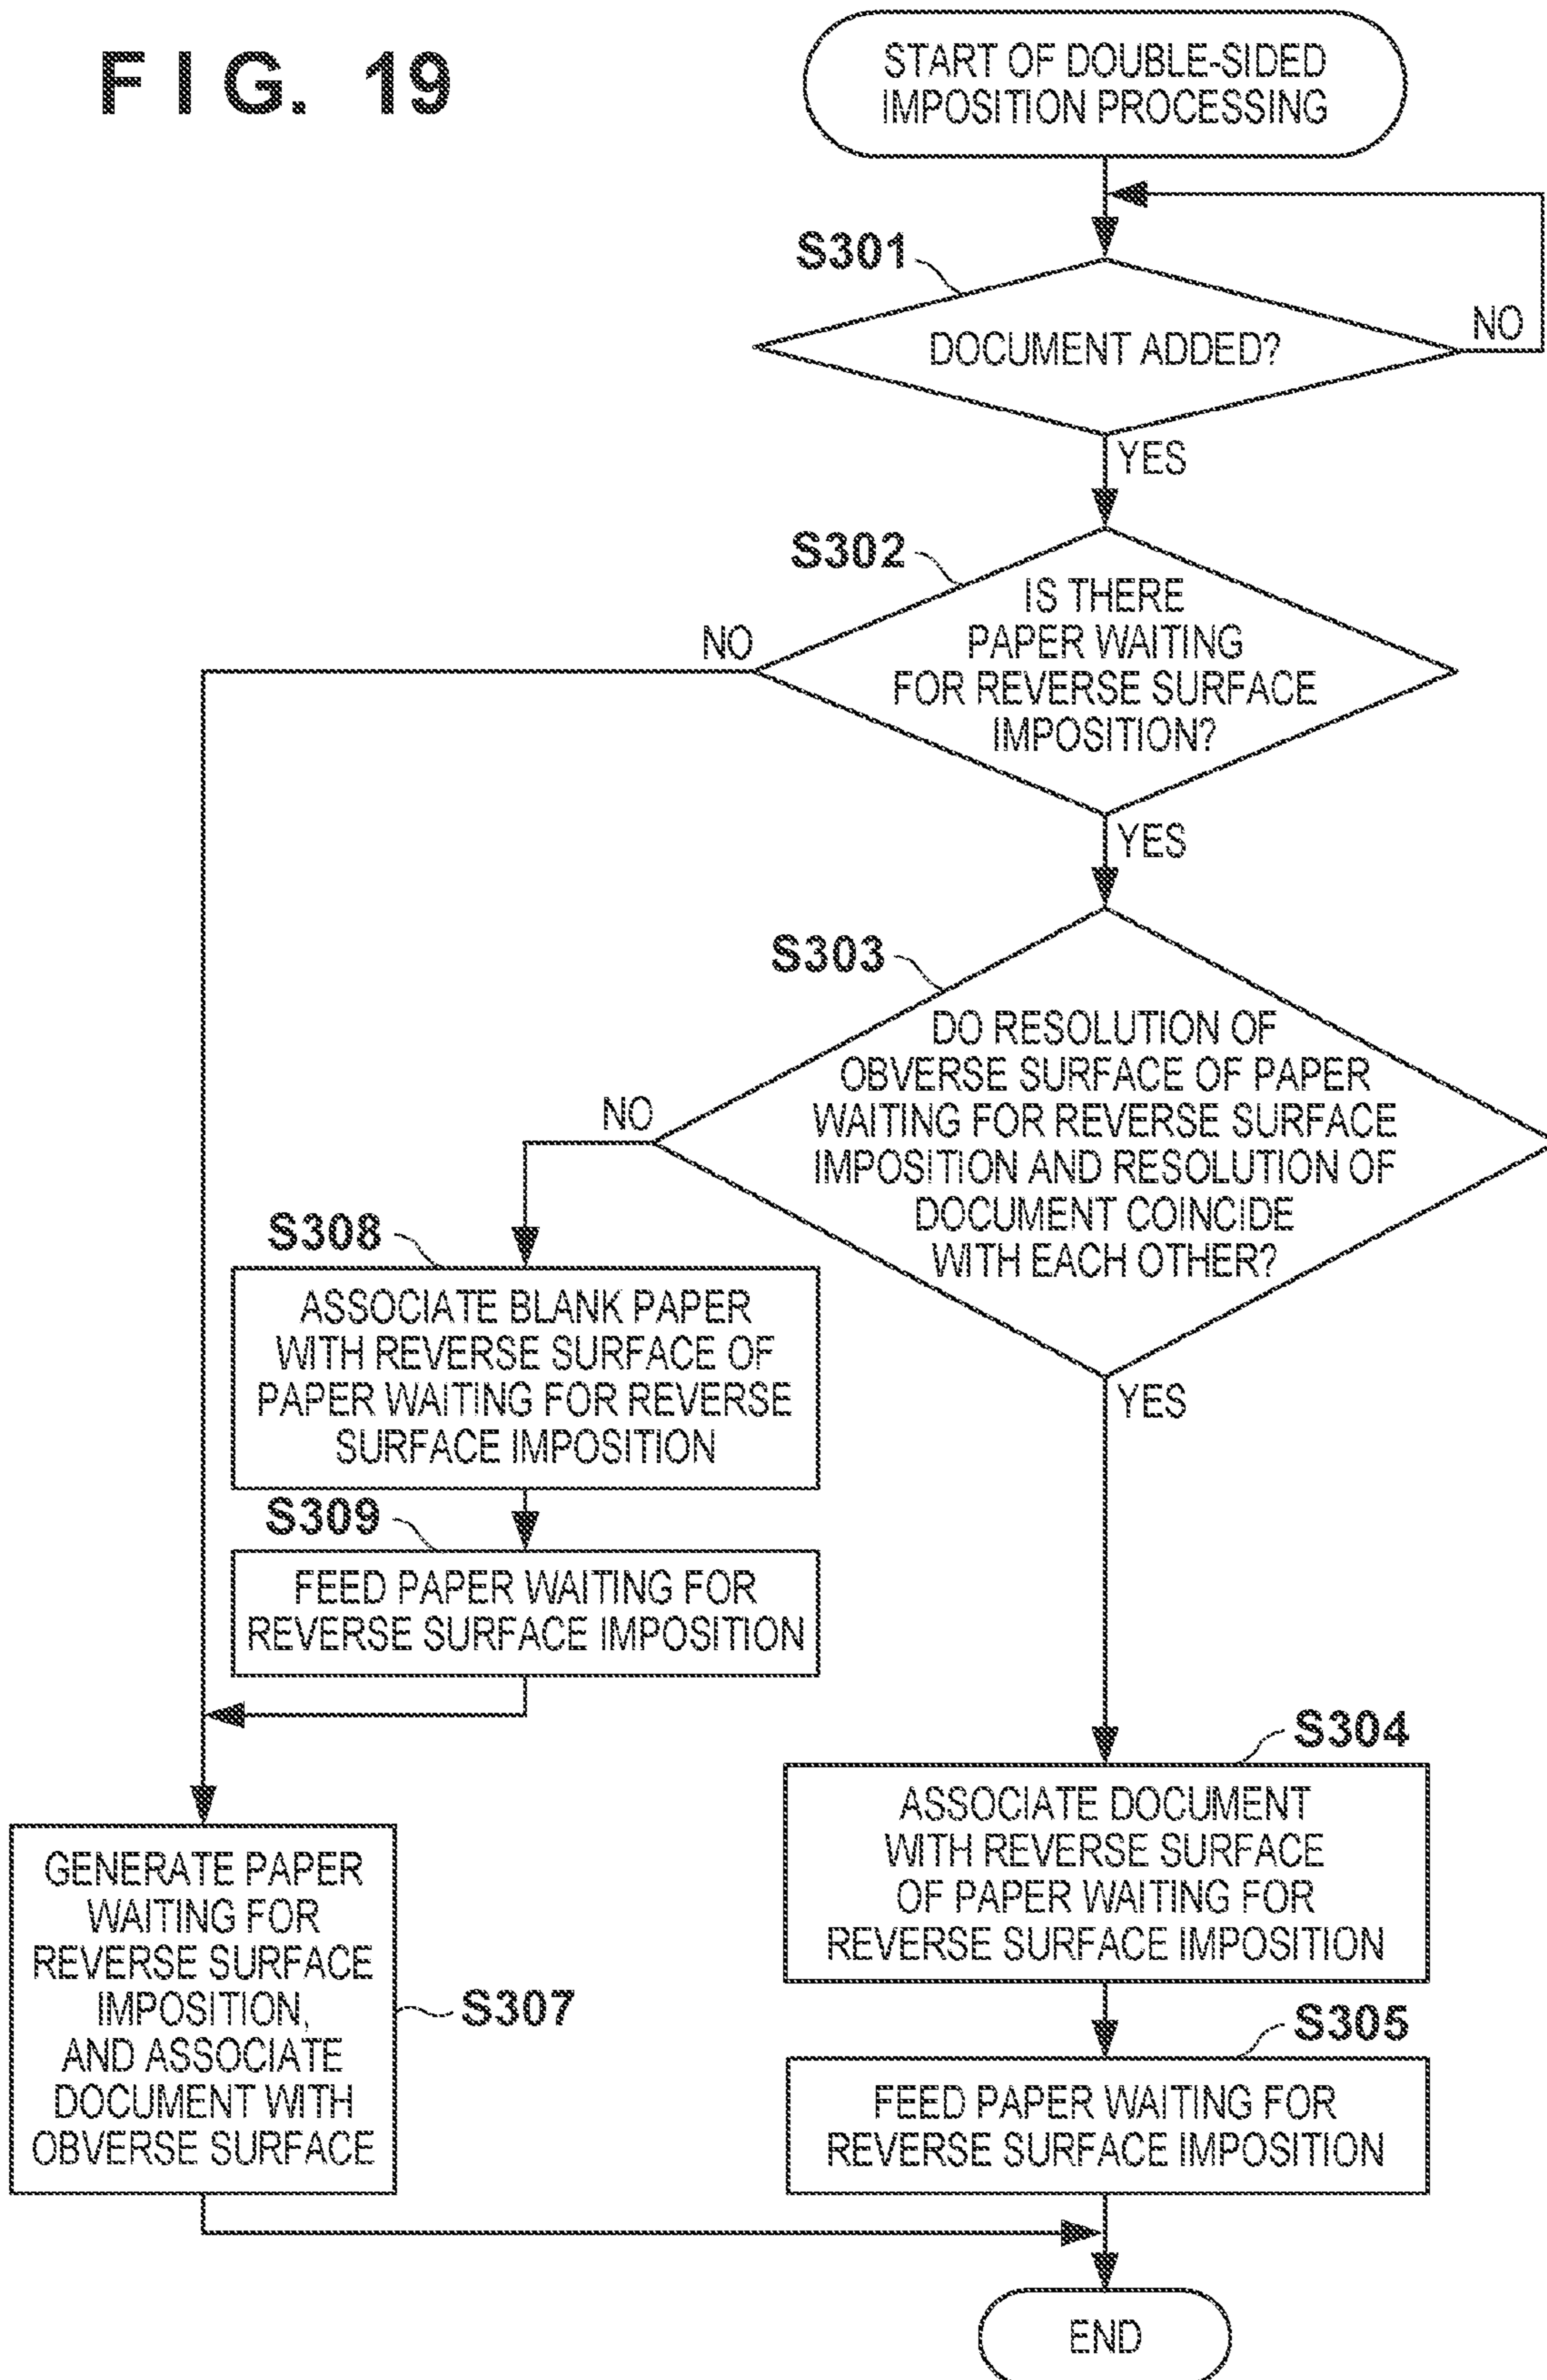 FIG. 19
START OF DOUBLE-SIDED
IMPOSITION PROCESSING
S301
DOCUMENT ADDED?
NO
YES
S302
IS THERE
PAPER WAITING
FOR REVERSE SURFACE
IMPOSITION?
NO
YES
S303
DO RESOLUTION OF
OBVERSE SURFACE OF PAPER
WAITING FOR REVERSE SURFACE
IMPOSITION AND RESOLUTION OF
DOCUMENT COINCIDE
WITH EACH OTHER?
NO
YES
S308
ASSOCIATE BLANK PAPER
WITH REVERSE SURFACE OF
PAPER WAITING FOR REVERSE
SURFACE IMPOSITION
S309
FEED PAPER WAITING FOR
REVERSE SURFACE IMPOSITION
S304
ASSOCIATE DOCUMENT
WITH REVERSE SURFACE
OF PAPER WAITING FOR
REVERSE SURFACE IMPOSITION
GENERATE PAPER
WAITING FOR
REVERSE SURFACE
IMPOSITION,
AND ASSOCIATE
DOCUMENT WITH
OBVERSE SURFACE
S307
S305
FEED PAPER WAITING FOR
REVERSE SURFACE IMPOSITION
END